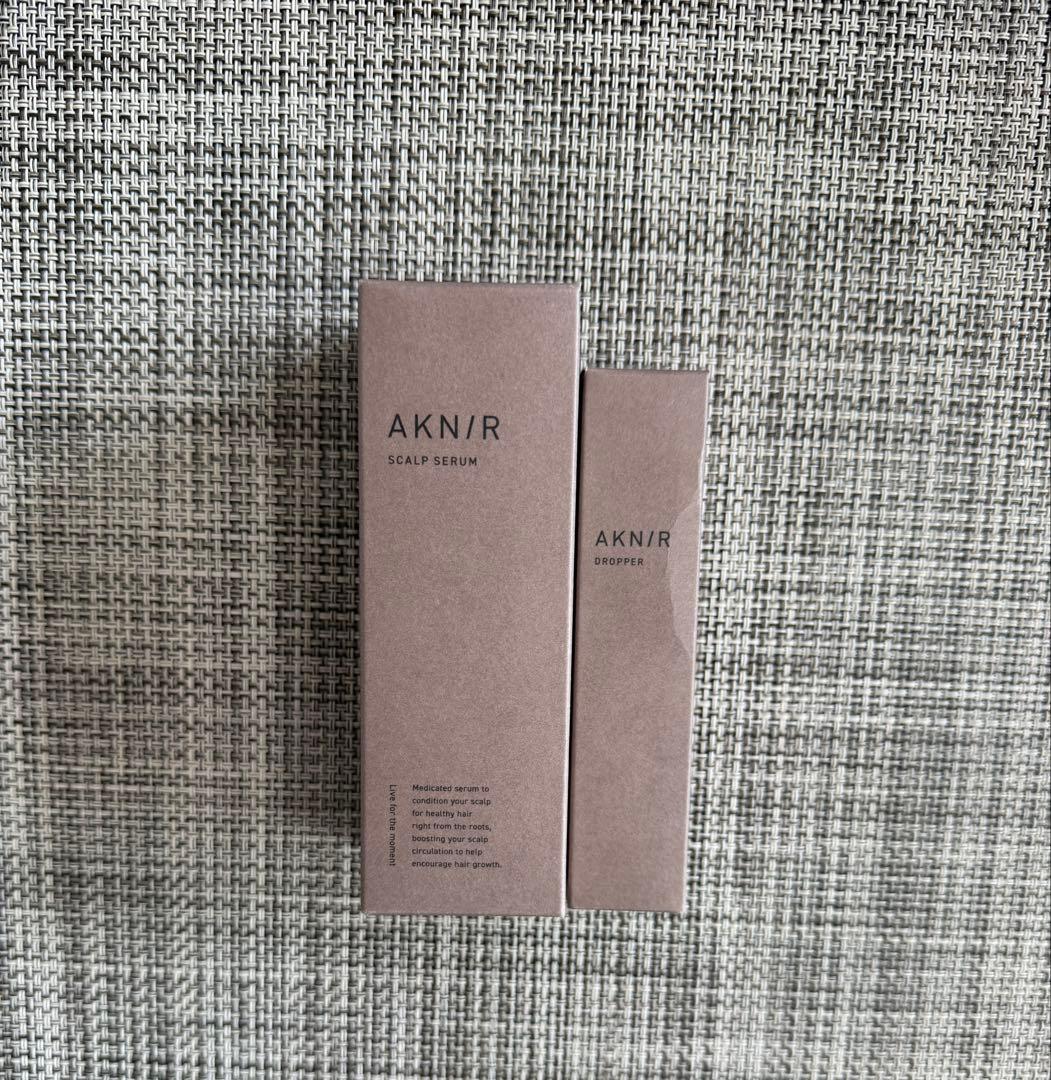 AKN/R
SCALP SERUM
Live for the moment
Medicated serum to
condition your scalp
for healthy hair
right from the roots,
boosting your scalp
circulation to help
encourage hair growth.
AKN/R
DROPPER